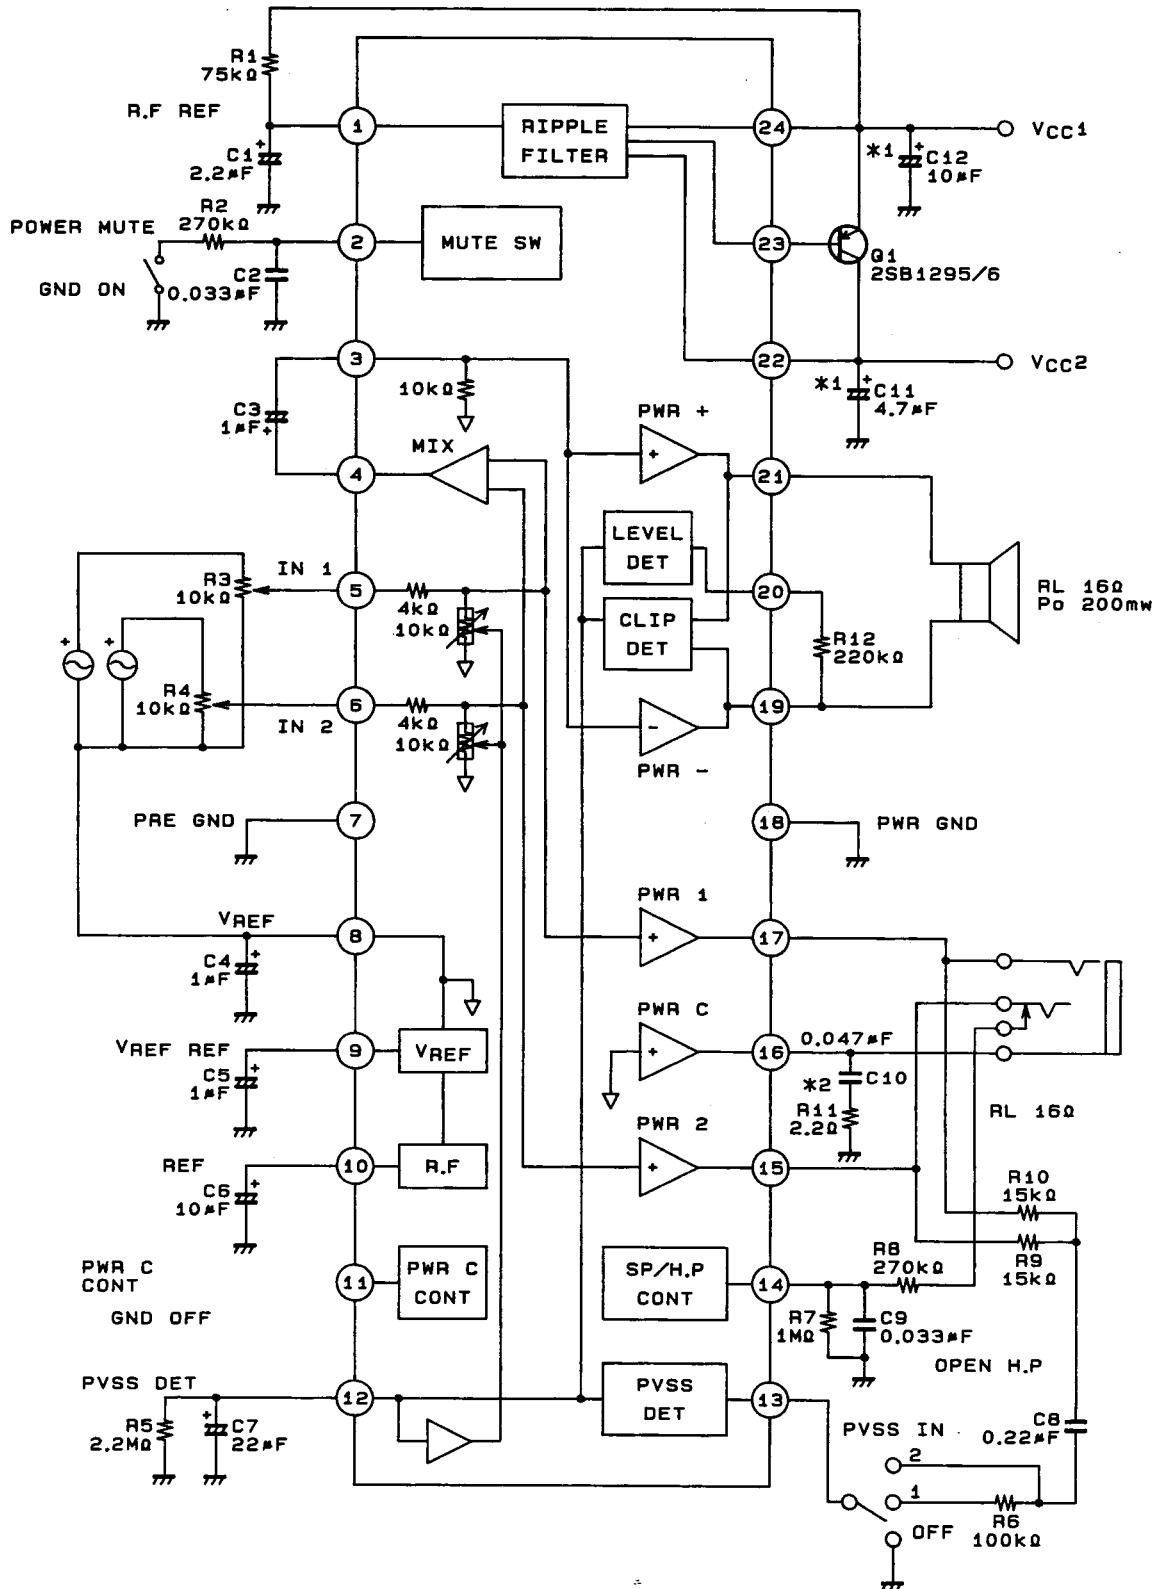 R1
75kΩ
R.F REF
1
RIPPLE
FILTER
24
VCC1
C1
2.2μF
*1
C12
10μF
R2
270kΩ
POWER MUTE
2
MUTE SW
23
Q1
2SB1295/6
C2
0.033μF
GND ON
3
22
VCC2
10kΩ
*1
C11
4.7μF
C3
1μF
PWR +
+
MIX
4
21
LEVEL
DET
IN 1
R3
10kΩ
5
4kΩ
10kΩ
20
RL 16Ω
Po 200mW
CLIP
DET
R12
220kΩ
R4
10kΩ
6
IN 2
4kΩ
10kΩ
19
-
PWR -
PRE GND
7
18
PWR GND
PWR 1
+
VREF
8
17
C4
1μF
PWR C
+
0.047μF
VREF REF
9
VREF
16
C5
1μF
*2
C10
R11
2.2Ω
RL 16Ω
PWR 2
+
REF
10
R.F
15
C6
10μF
R10
15kΩ
R9
15kΩ
R8
270kΩ
PWR C
CONT
11
PWR C
CONT
SP/H.P
CONT
14
GND OFF
R7
1MΩ
C9
0.033μF
OPEN H.P
PVSS DET
12
PVSS
DET
13
R5
2.2MΩ
C7
22μF
PVSS IN
C8
0.22μF
2
1
OFF
R6
100kΩ